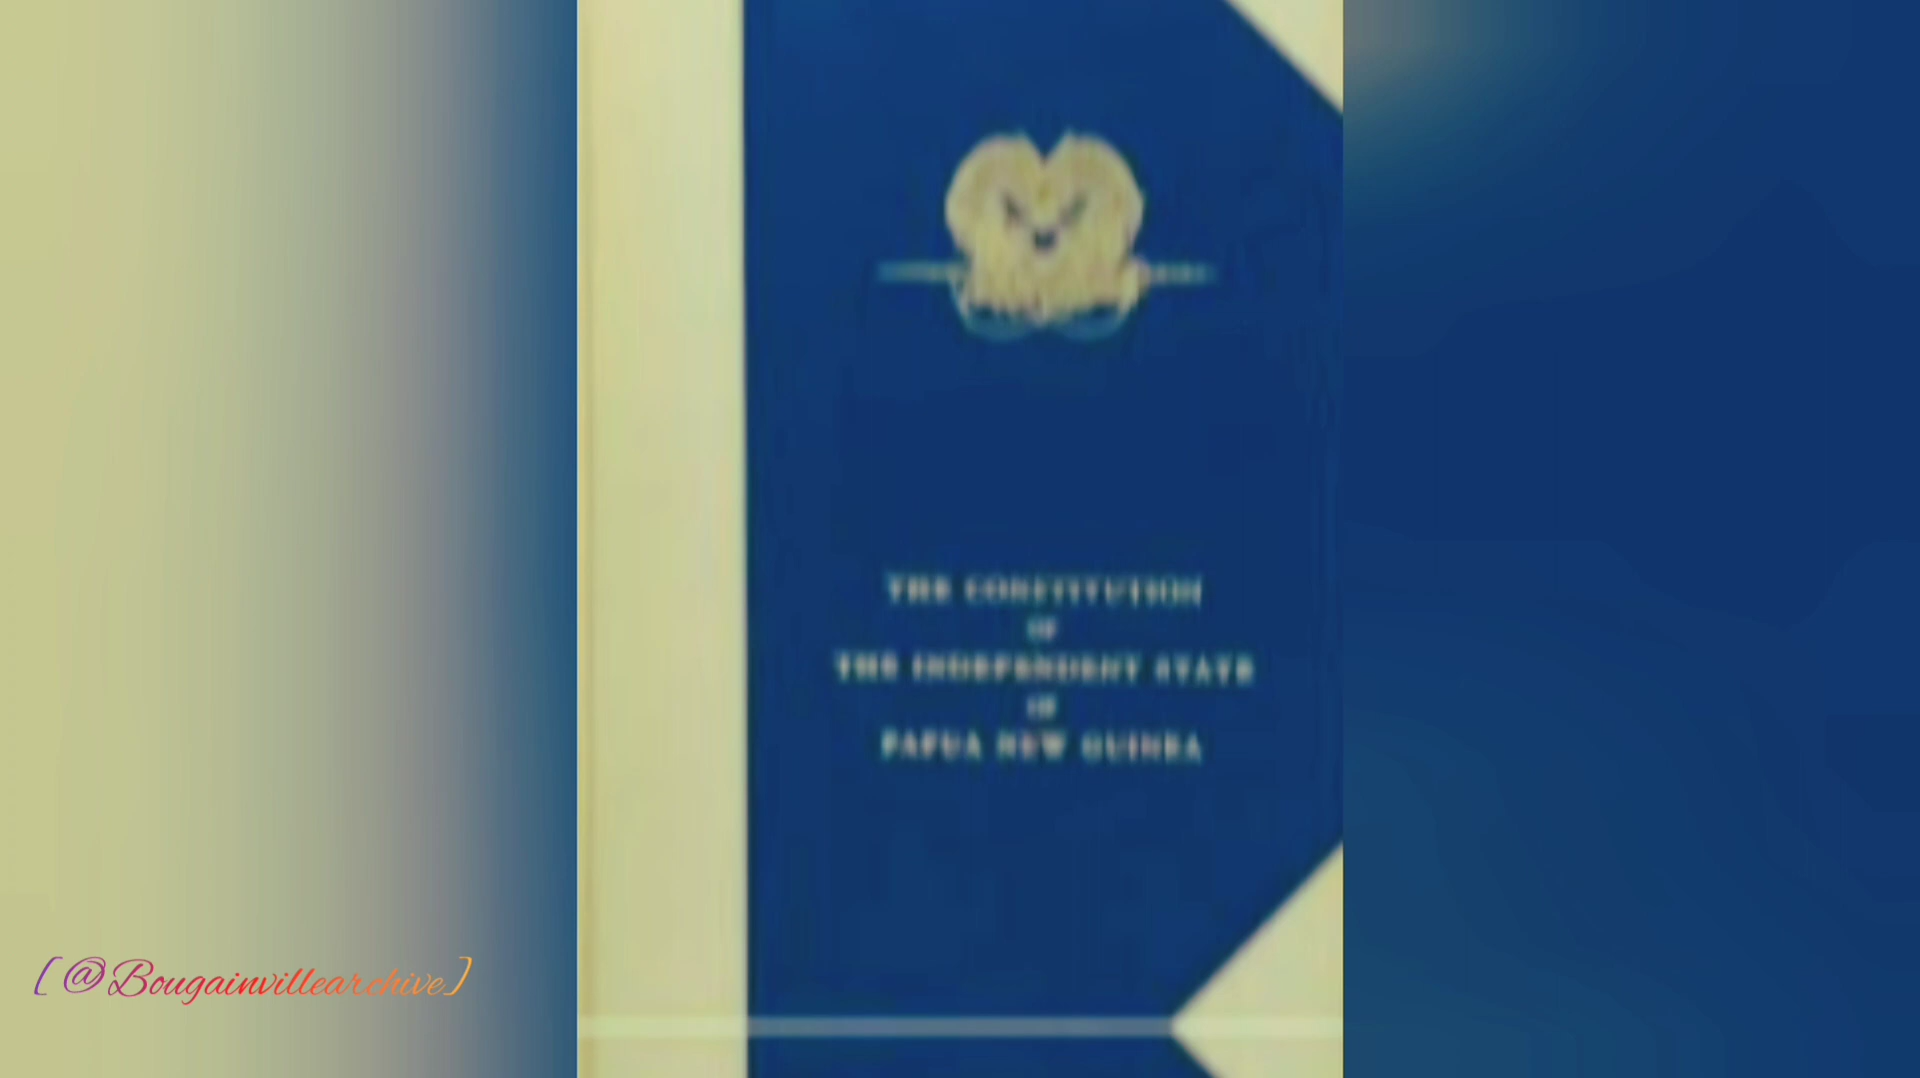 THE CONSTITUTION
OF
THE INDEPENDENT STATE
OF
PAPUA NEW GUINEA
[@Bougainvillearchive]